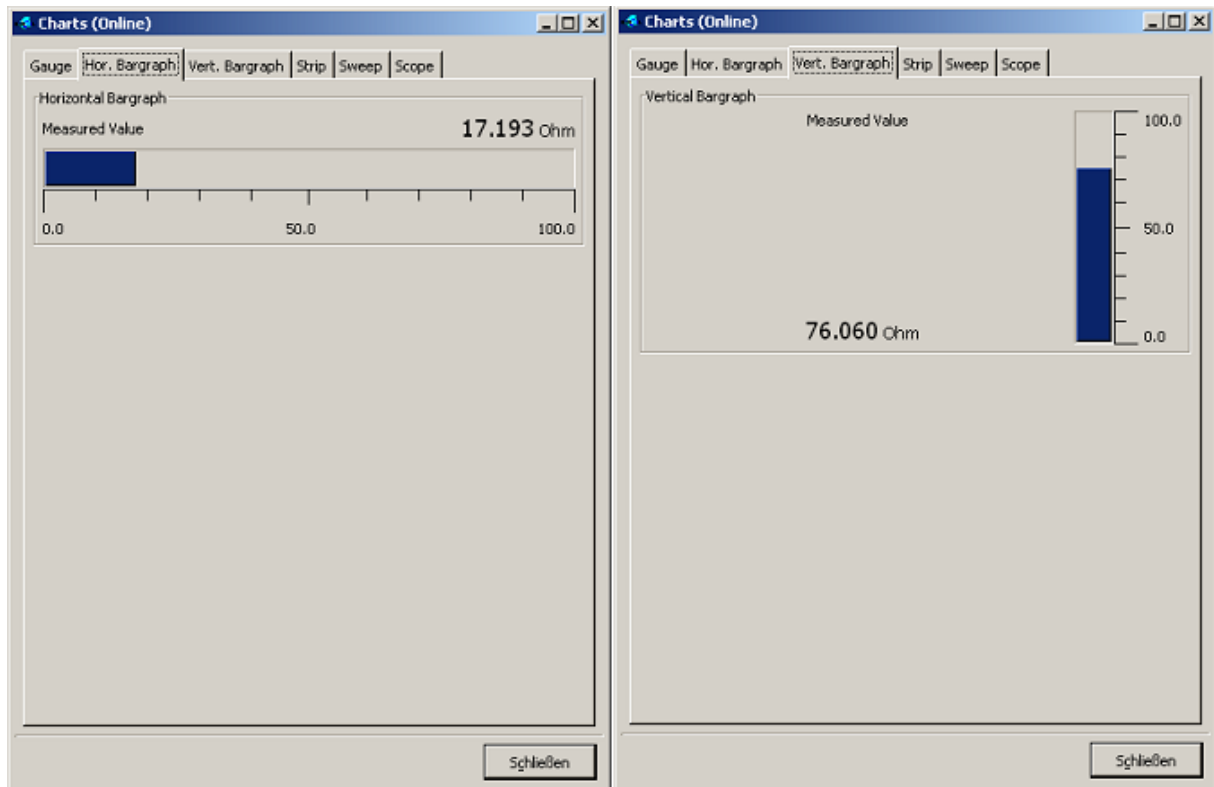 Charts (Online)
Gauge Hor. Bargraph Vert. Bargraph Strip Sweep Scope
Horizontal Bargraph
Measured Value 17.193 Ohm
0.0 50.0 100.0
Schließen
Charts (Online)
Gauge Hor. Bargraph Vert. Bargraph Strip Sweep Scope
Vertical Bargraph
Measured Value
100.0
50.0
76.060 Ohm
0.0
Schließen